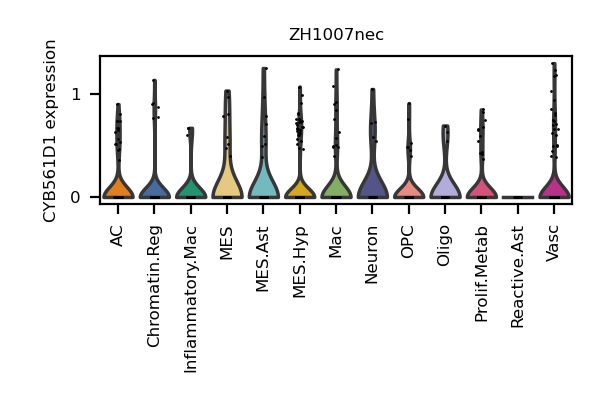 ZH1007nec
CYB561D1 expression
1
0
AC
Chromatin.Reg
Inflammatory.Mac
MES
MES.Ast
MES.Hyp
Mac
Neuron
OPC
Oligo
Prolif.Metab
Reactive.Ast
Vasc